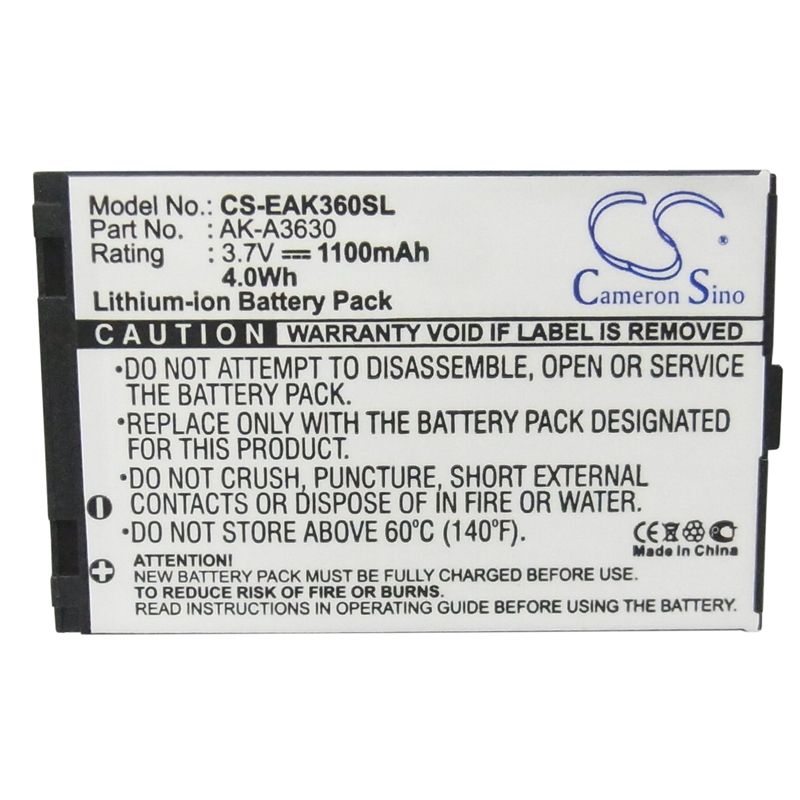 Model No.: CS-EAK360SL
Part No. : AK-A3630
Rating : 3.7V 1100mAh
4.0Wh
Lithium-ion Battery Pack
CS
Cameron Sino
CAUTION WARRANTY VOID IF LABEL IS REMOVED
•DO NOT ATTEMPT TO DISASSEMBLE, OPEN OR SERVICE
THE BATTERY PACK.
•REPLACE ONLY WITH THE BATTERY PACK DESIGNATED
FOR THIS PRODUCT.
•DO NOT CRUSH, PUNCTURE, SHORT EXTERNAL
CONTACTS OR DISPOSE OF IN FIRE OR WATER.
•DO NOT STORE ABOVE 60°C (140°F).
CE
Made in China
ATTENTION:
NEW BATTERY PACK MUST BE FULLY CHARGED BEFORE USE
TO REDUCE RISK OF FIRE OR BURNS.
READ INSTRUCTIONS IN OPERATING GUIDE BEFORE USING THE BATTERY.